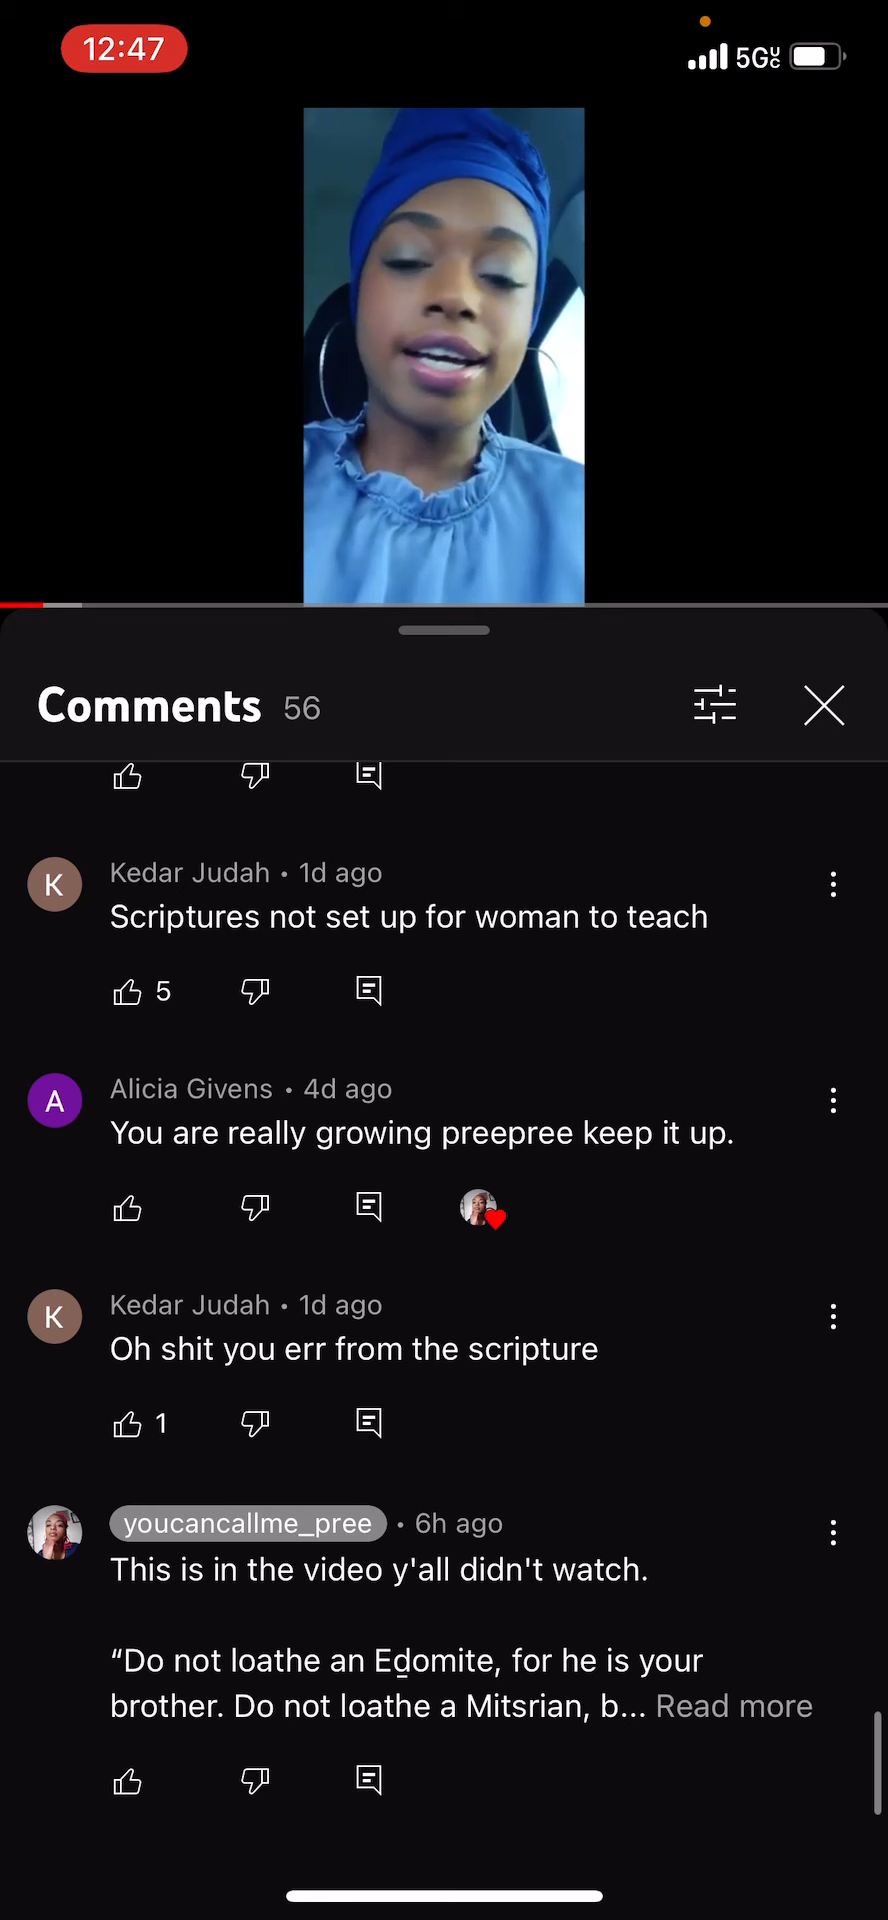 12:47
5GUC
Comments 56
K
Kedar Judah • 1d ago
Scriptures not set up for woman to teach
5
A
Alicia Givens • 4d ago
You are really growing preepree keep it up.
K
Kedar Judah • 1d ago
Oh shit you err from the scripture
1
youcancallme_pree • 6h ago
This is in the video y'all didn't watch.
“Do not loathe an Eḏomite, for he is your
brother. Do not loathe a Mitsrian, b... Read more